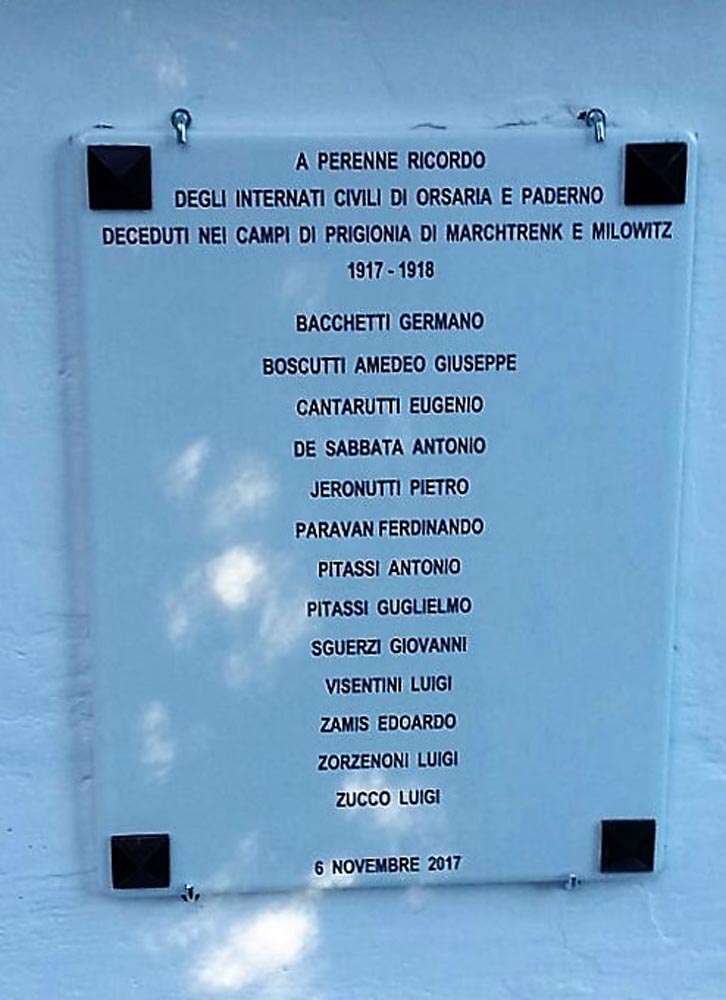 A PERENNE RICORDO
DEGLI INTERNATI CIVILI DI ORSARIA E PADERNO
DECEDUTI NEI CAMPI DI PRIGIONIA DI MARCHTRENK E MILOWITZ
1917 - 1918
BACCHETTI GERMANO
BOSCUTTI AMEDEO GIUSEPPE
CANTARUTTI EUGENIO
DE SABBATA ANTONIO
JERONUTTI PIETRO
PARAVAN FERDINANDO
PITASSI ANTONIO
PITASSI GUGLIELMO
SGUERZI GIOVANNI
VISENTINI LUIGI
ZAMIS EDOARDO
ZORZENONI LUIGI
ZUCCO LUIGI
6 NOVEMBRE 2017